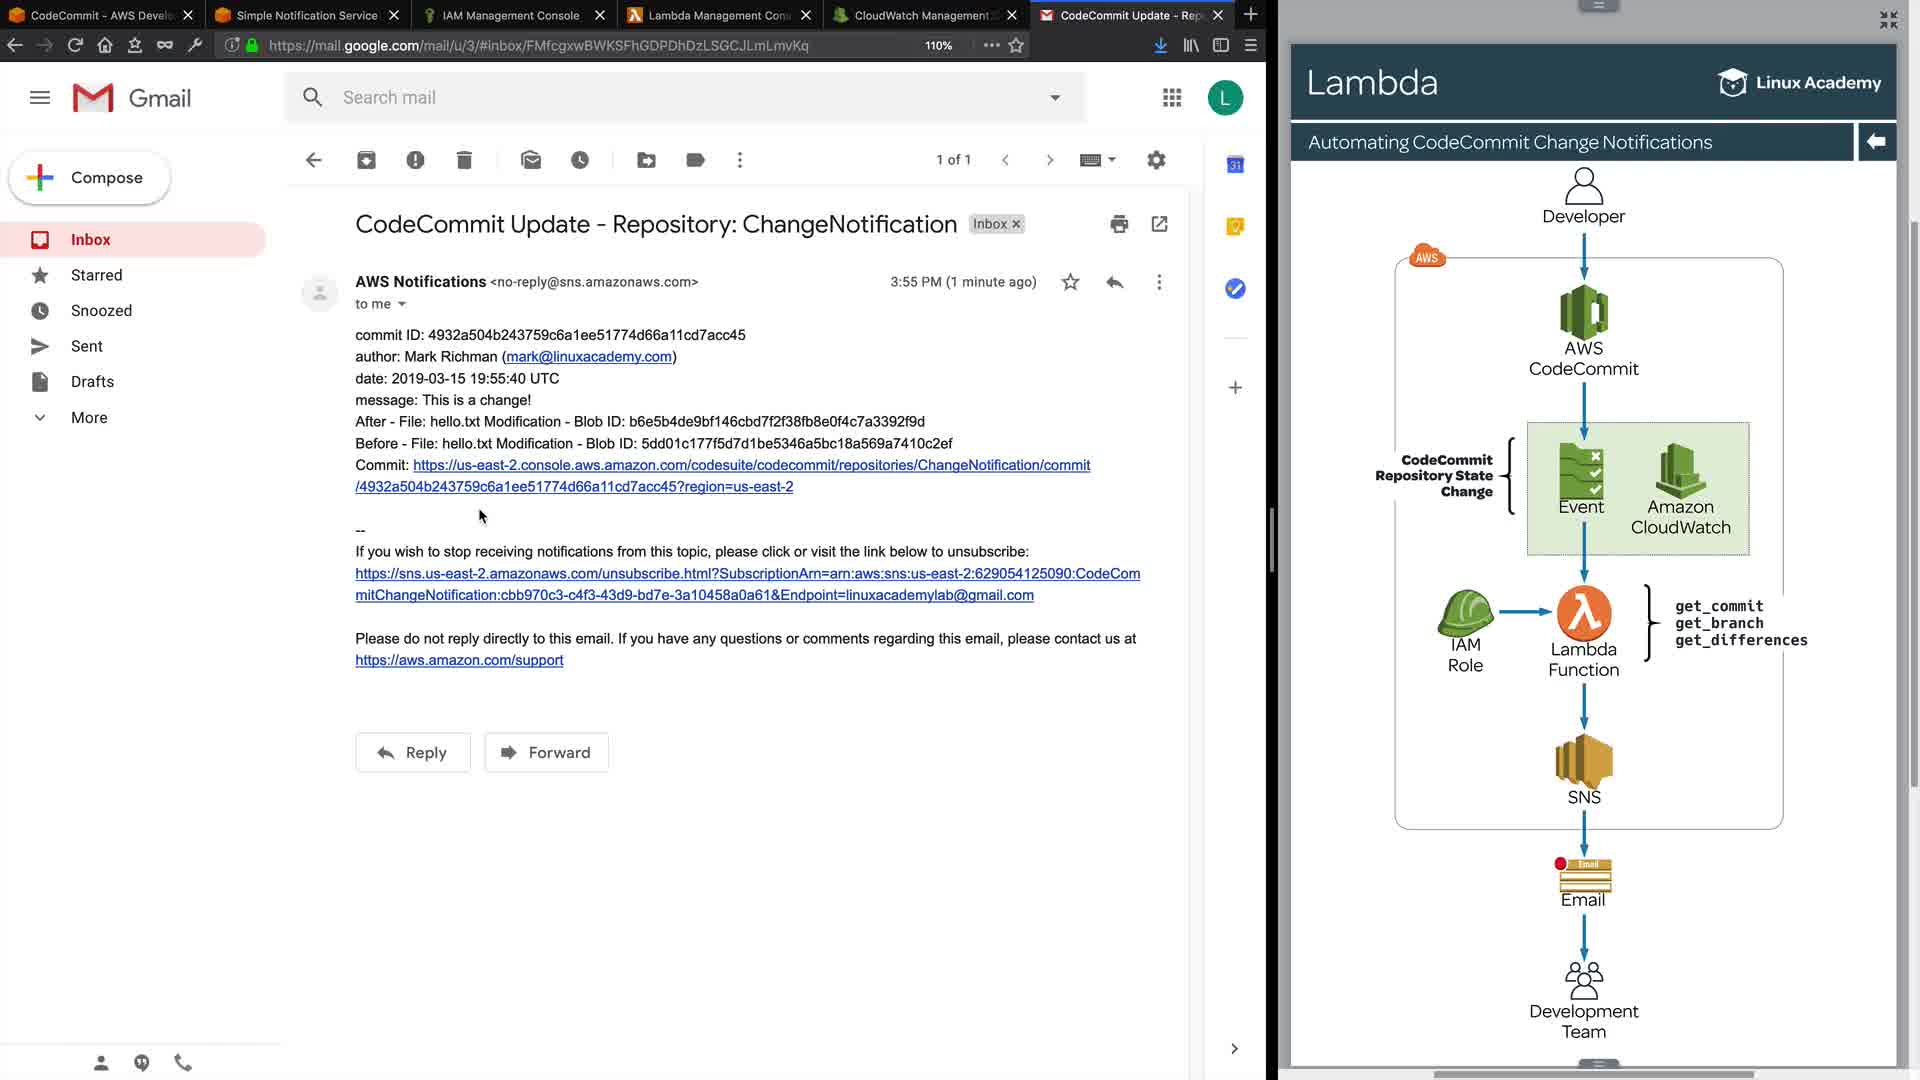 CodeCommit - AWS Develo
Simple Notification Service
IAM Management Console
Lambda Management Con
CloudWatch Management
CodeCommit Update - Rep
https://mail.google.com/mail/u/3/#inbox/FMfcgxwBWKSFhGDPDhDzLSGCJLmLmvKq
110%
Gmail
Search mail
L
Compose
1 of 1
31
Inbox
Starred
Snoozed
Sent
Drafts
More
CodeCommit Update - Repository: ChangeNotification
Inbox ×
AWS Notifications <no-reply@sns.amazonaws.com>
3:55 PM (1 minute ago)
to me
commit ID: 4932a504b243759c6a1ee51774d66a11cd7acc45
author: Mark Richman (mark@linuxacademy.com)
date: 2019-03-15 19:55:40 UTC
message: This is a change!
After - File: hello.txt Modification - Blob ID: b6e5b4de9bf146cbd7f2f38fb8e0f4c7a3392f9d
Before - File: hello.txt Modification - Blob ID: 5dd01c177f5d7d1be5346a5bc18a569a7410c2ef
Commit: https://us-east-2.console.aws.amazon.com/codesuite/codecommit/repositories/ChangeNotification/commit
/4932a504b243759c6a1ee51774d66a11cd7acc45?region=us-east-2
--
If you wish to stop receiving notifications from this topic, please click or visit the link below to unsubscribe:
https://sns.us-east-2.amazonaws.com/unsubscribe.html?SubscriptionArn=arn:aws:sns:us-east-2:629054125090:CodeCom
mitChangeNotification:cbb970c3-c4f3-43d9-bd7e-3a10458a0a61&Endpoint=linuxacademylab@gmail.com
Please do not reply directly to this email. If you have any questions or comments regarding this email, please contact us at
https://aws.amazon.com/support
Reply
Forward
Lambda
Linux Academy
Automating CodeCommit Change Notifications
Developer
AWS
AWS
CodeCommit
CodeCommit
Repository State
Change
Event
Amazon
CloudWatch
IAM
Role
Lambda
Function
get_commit
get_branch
get_differences
SNS
Email
Email
Development
Team